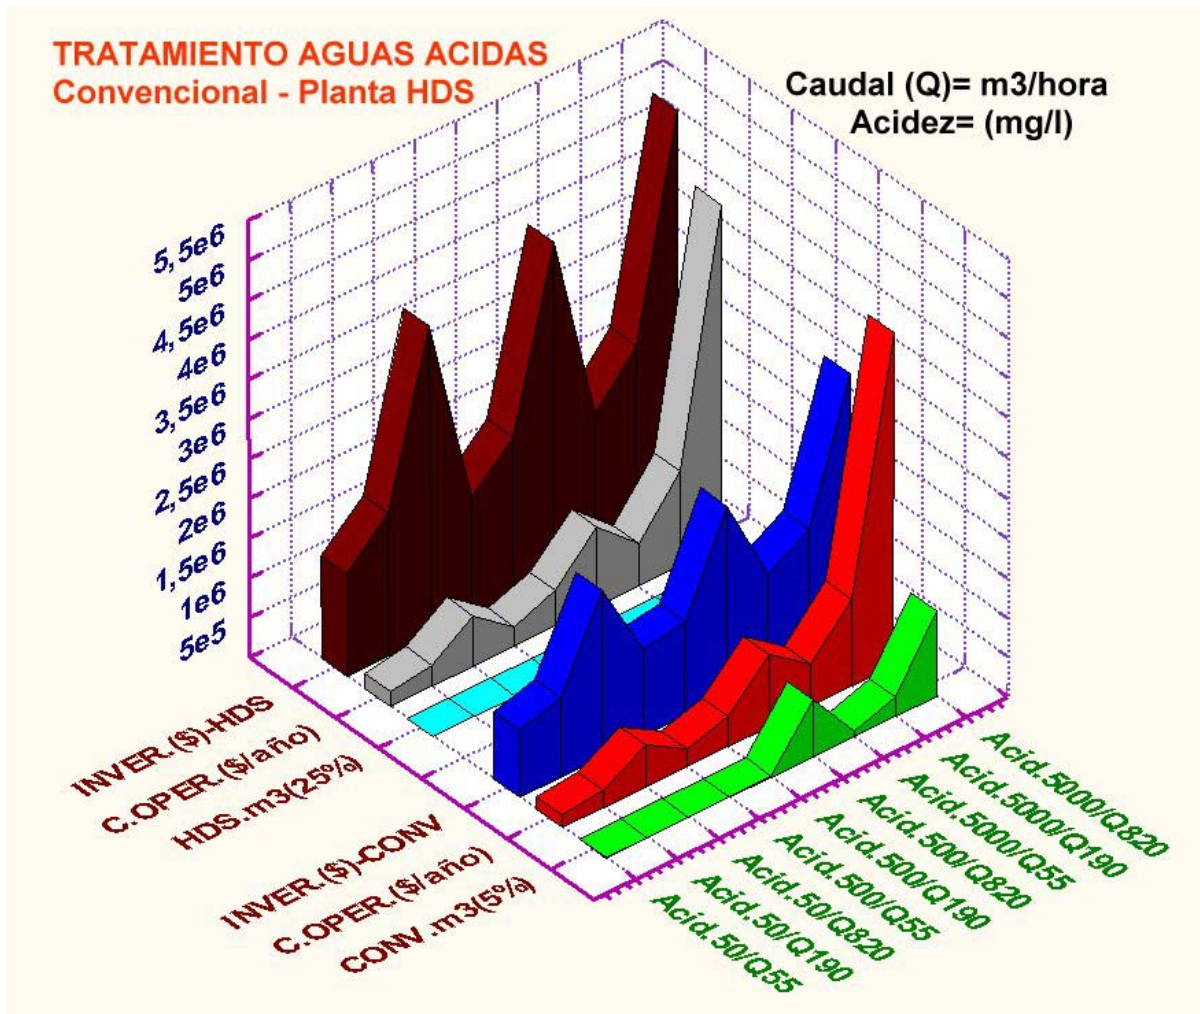 TRATAMIENTO AGUAS ACIDAS
Convencional - Planta HDS
Caudal (Q)= m3/hora
Acidez= (mg/l)
5,5e6
5e6
4,5e6
4e6
3,5e6
3e6
2,5e6
2e6
1,5e6
1e6
5e5
INVER.($)-HDS
C.OPER.($/año)
HDS.m3(25%)
INVER.($)-CONV
C.OPER.($/año)
CONV.m3(5%)
Acid.5000/Q820
Acid.5000/Q190
Acid.5000/Q55
Acid.500/Q820
Acid.500/Q190
Acid.500/Q55
Acid.50/Q820
Acid.50/Q190
Acid.50/Q55